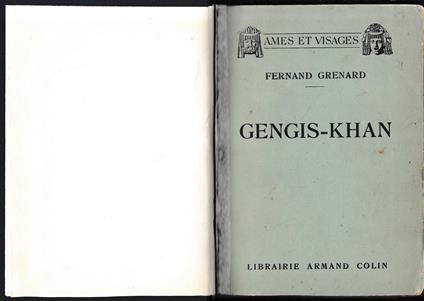 AMES ET VISAGES
FERNAND GRENARD
GENGIS-KHAN
LIBRAIRIE ARMAND COLIN